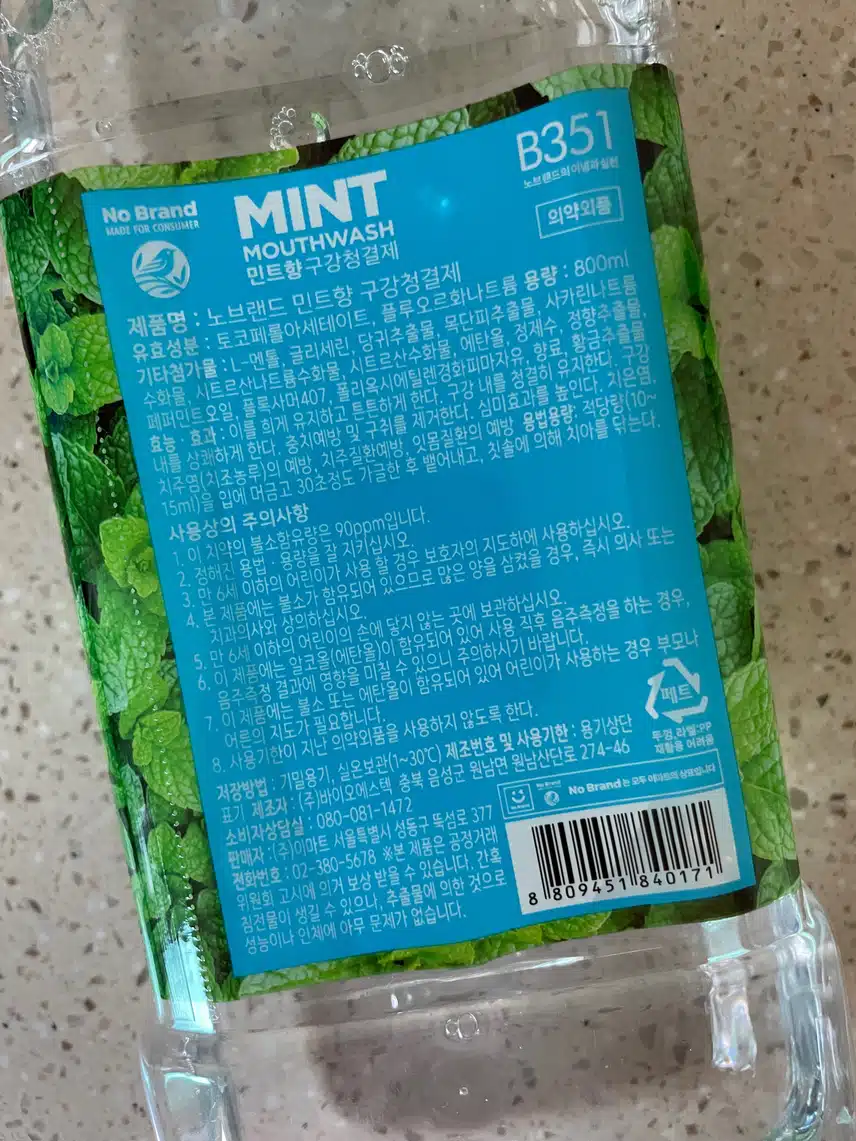 B351
노브랜드의 이념과 실현
No Brand
MADE FOR CONSUMER
MINT
MOUTHWASH
민트향 구강청결제
의약외품
제품명 : 노브랜드 민트향 구강청결제 용량 : 800ml
유효성분 : 토코페롤아세테이트, 플루오르화나트륨
기타첨가물 : L-멘톨, 글리세린, 당귀추출물, 목단피추출물, 사카린나트륨
수화물, 시트르산나트륨수화물, 시트르산수화물, 에탄올, 정제수, 정향추출물,
페퍼민트오일, 폴록사머407, 폴리옥시에틸렌경화피마자유, 향료, 황금추출물
효능 · 효과 : 이를 희게 유지하고 튼튼하게 한다. 구강 내를 청결히 유지한다. 구강
내를 상쾌하게 한다. 충치예방 및 구취를 제거한다. 심미효과를 높인다. 치은염,
치주염(치조농루)의 예방, 치주질환예방, 잇몸질환의 예방 용법용량: 적당량(10~
15ml)을 입에 머금고 30초정도 가글한 후 뱉어내고, 칫솔에 의해 치아를 닦는다.
사용상의 주의사항
1. 이 치약의 불소함유량은 90ppm입니다.
2. 정해진 용법 · 용량을 잘 지키십시오.
3. 만 6세 이하의 어린이가 사용 할 경우 보호자의 지도하에 사용하십시오.
4. 본 제품에는 불소가 함유되어 있으므로 많은 양을 삼켰을 경우, 즉시 의사 또는
치과의사와 상의하십시오.
5. 만 6세 이하의 어린이의 손에 닿지 않는 곳에 보관하십시오.
6. 이 제품에는 알코올(에탄올)이 함유되어 있어 사용 직후 음주측정을 하는 경우,
음주측정 결과에 영향을 미칠 수 있으니 주의하시기 바랍니다.
7. 이 제품에는 불소 또는 에탄올이 함유되어 있어 어린이가 사용하는 경우 부모나
어른의 지도가 필요합니다.
8. 사용기한이 지난 의약외품을 사용하지 않도록 한다.
저장방법 : 기밀용기, 실온보관(1~30℃) 제조번호 및 사용기한 : 용기상단
표기 제조자 : (주)바이오에스텍 충북 음성군 원남면 원남산단로 274-46
소비자상담실 : 080-081-1472
판매자 : (주)이마트 서울특별시 성동구 뚝섬로 377
전화번호 : 02-380-5678 ※본 제품은 공정거래
위원회 고시에 의거 보상 받을 수 있습니다. 간혹
침전물이 생길 수 있으나, 추출물에 의한 것으로
성능이나 인체에 아무 문제가 없습니다.
페트
뚜껑,라벨:PP
재활용 어려움
No Brand는 모두 이마트의 상표입니다
8 809451 840171